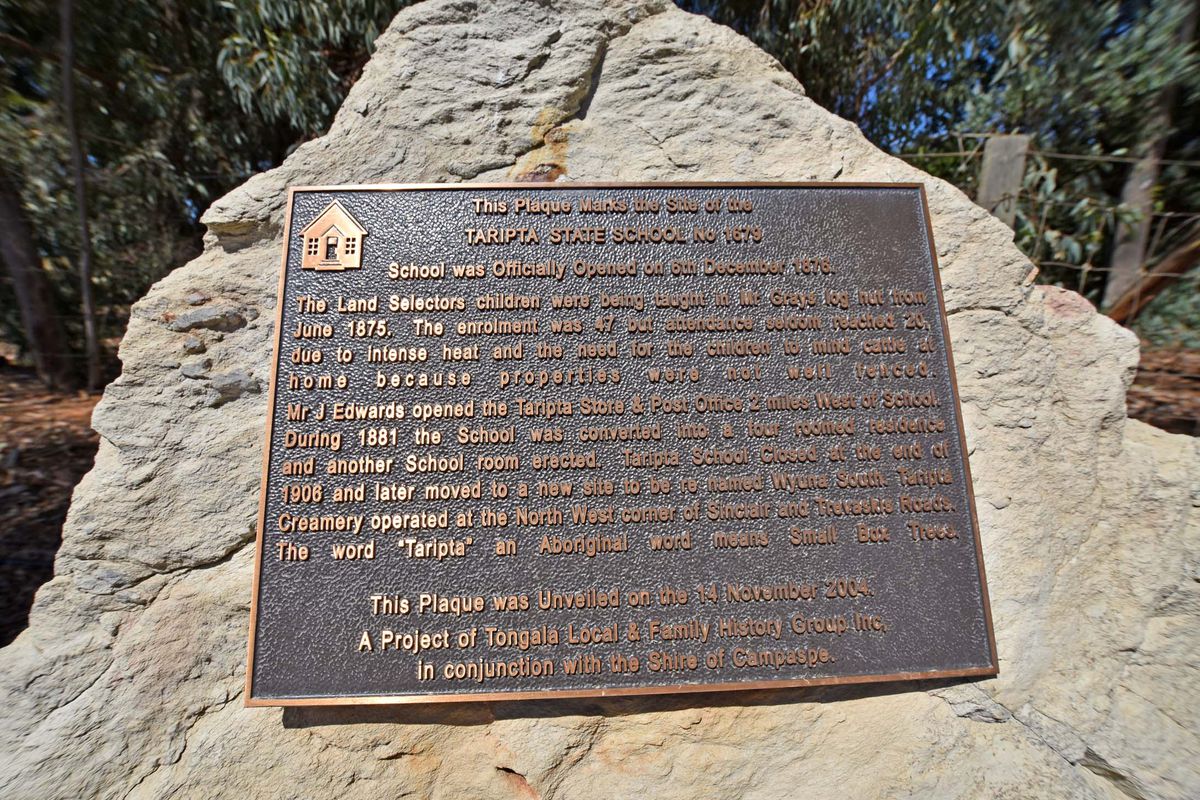 This Plaque Marks the Site of the
TARIPTA STATE SCHOOL No 1679
School was Officially Opened on 6th December 1876.
The Land Selectors children were being taught in Mr Grays log hut from
June 1875. The enrolment was 47 but attendance seldom reached 20,
due to intense heat and the need for the children to mind cattle at
home because properties were not well fenced.
Mr J Edwards opened the Taripta Store & Post Office 2 miles West of School.
During 1881 the School was converted into a four roomed residence
and another School room erected. Taripta School Closed at the end of
1906 and later moved to a new site to be re named Wyuna South. Taripta
Creamery operated at the North West corner of Sinclair and Trevaskis Roads.
The word "Taripta" an Aboriginal word means Small Box Trees.
This Plaque was Unveiled on the 14 November 2004.
A Project of Tongala Local & Family History Group Inc,
in conjunction with the Shire of Campaspe.